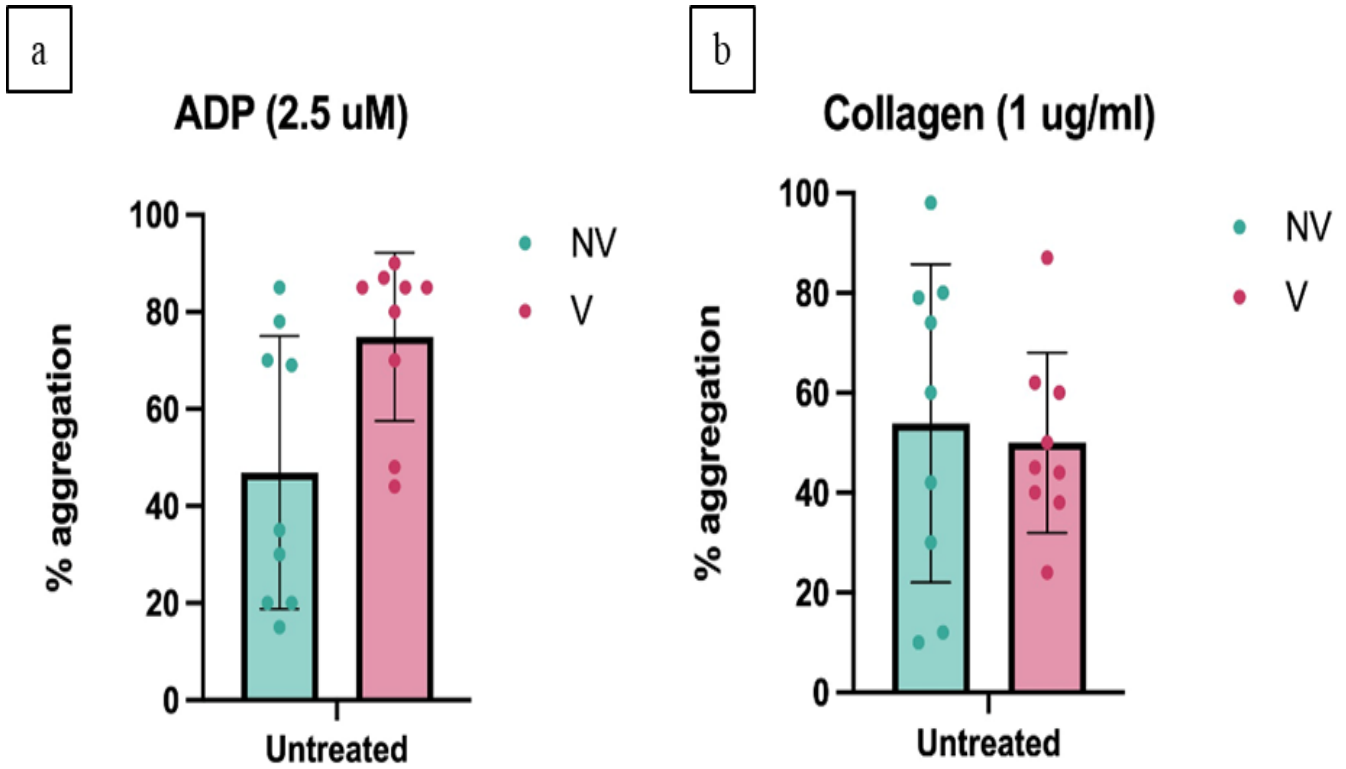 a
ADP (2.5 uM)
% aggregation
100
80
60
40
20
0
Untreated
NV
V
b
Collagen (1 ug/ml)
% aggregation
100
80
60
40
20
0
Untreated
NV
V